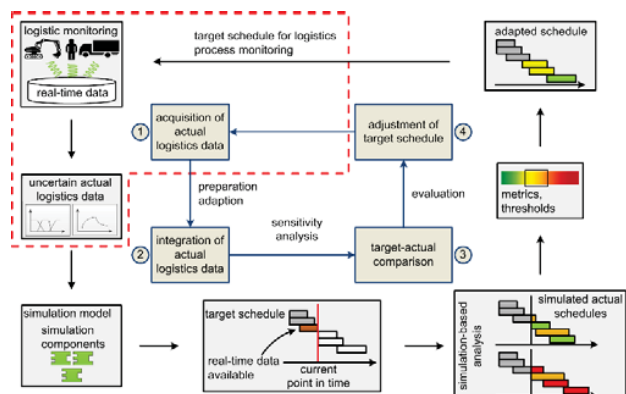 logistic monitoring
real-time data
target schedule for logistics
process monitoring
adapted schedule
1
acquisition of
actual
logistics data
adjustment of
target schedule
4
uncertain actual
logistics data
preparation
adaption
evaluation
metrics,
thresholds
2
integration of
actual
logistics data
sensitivity
analysis
target-actual
comparison
3
simulation model
simulation
components
target schedule
real-time data
available
current
point in time
simulation-based
analysis
simulated actual
schedules